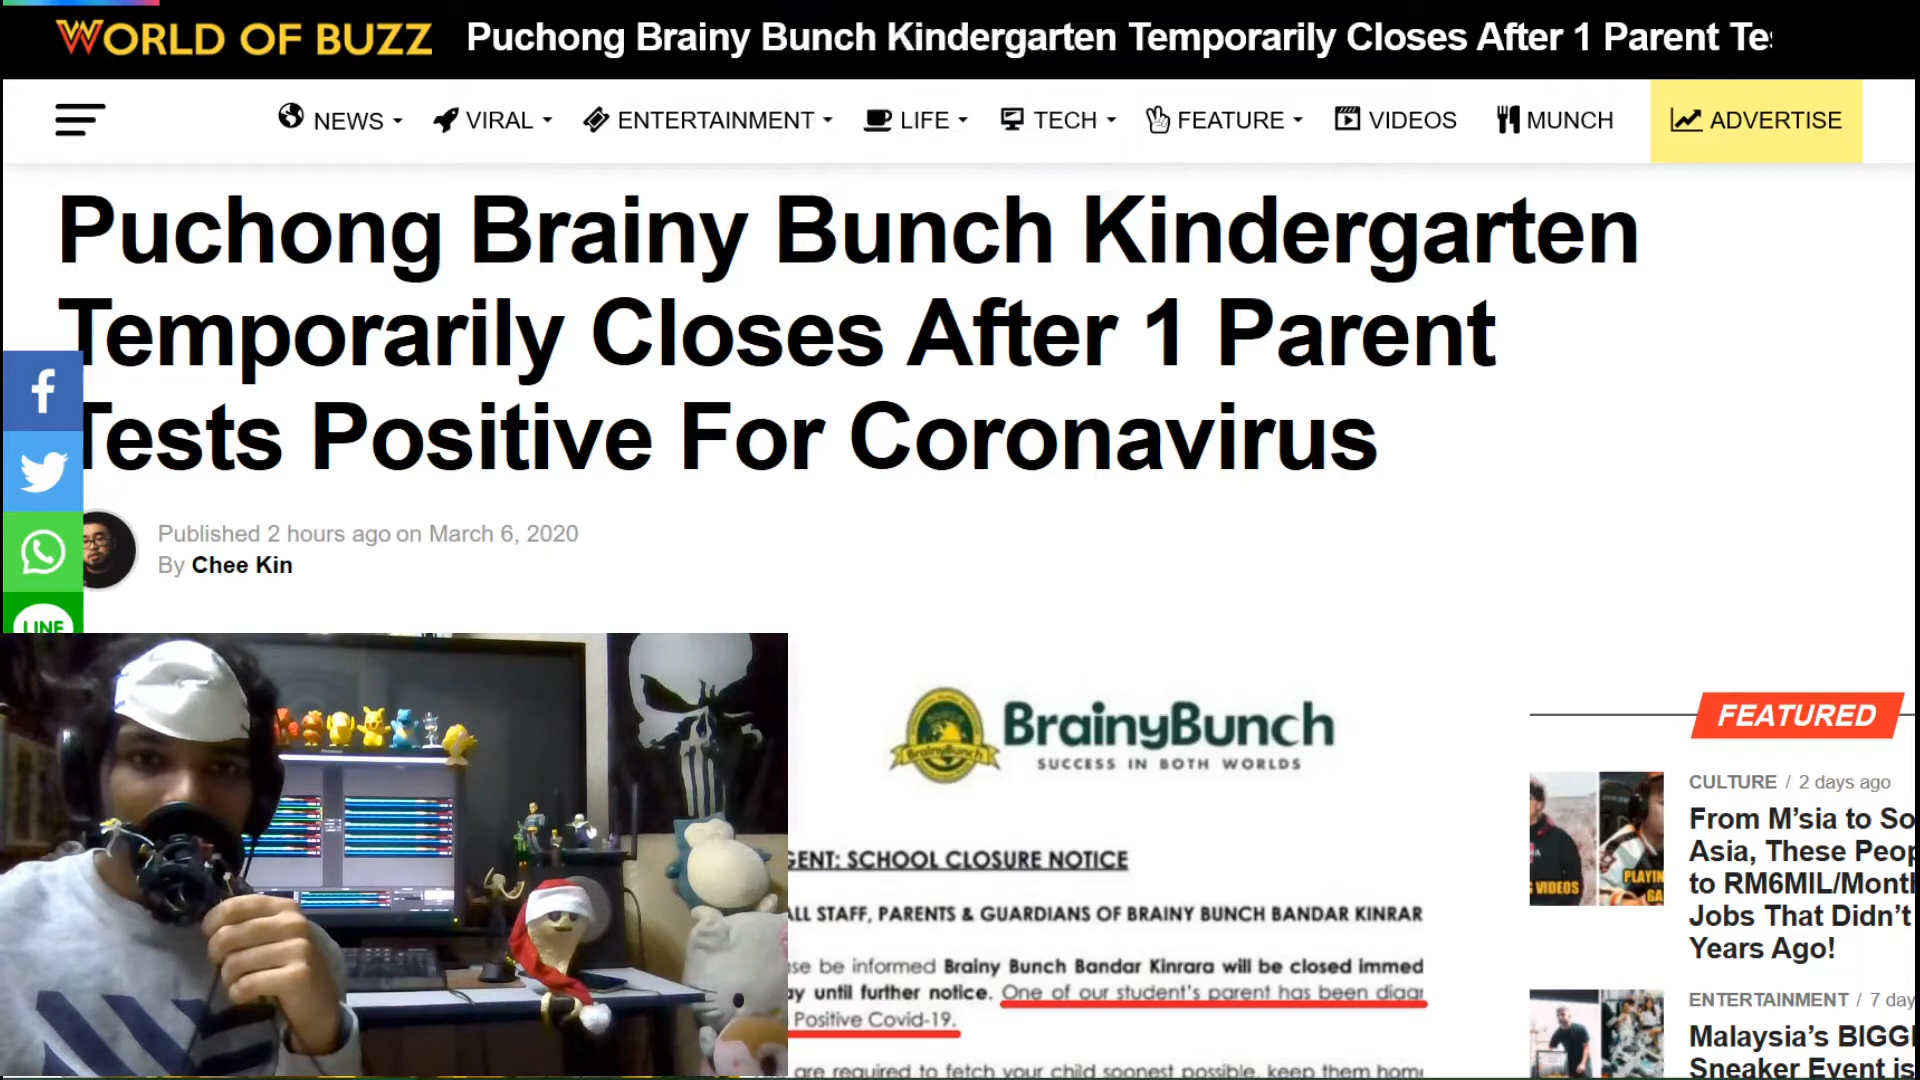 WORLD OF BUZZ
Puchong Brainy Bunch Kindergarten Temporarily Closes After 1 Parent
NEWS
VIRAL
ENTERTAINMENT
LIFE
TECH
FEATURE
VIDEOS
MUNCH
ADVERTISE
Puchong Brainy Bunch Kindergarten
Temporarily Closes After 1 Parent
Tests Positive For Coronavirus
Published 2 hours ago on March 6, 2020
By Chee Kin
LINE
BrainyBunch
SUCCESS IN BOTH WORLDS
GENT: SCHOOL CLOSURE NOTICE
ALL STAFF, PARENTS & GUARDIANS OF BRAINY BUNCH BANDAR KINRAR
se be informed Brainy Bunch Bandar Kinrara will be closed immed
ay until further notice. One of our student's parent has been diag
Positive Covid-19.
are required to fetch your child soonest possible, keep them hom
FEATURED
CULTURE / 2 days ago
From M'sia to So
Asia, These Peop
to RM6MIL/Month
Jobs That Didn't
Years Ago!
VIDEOS
ENTERTAINMENT / 7 day
Malaysia's BIGG
Sneaker Event is